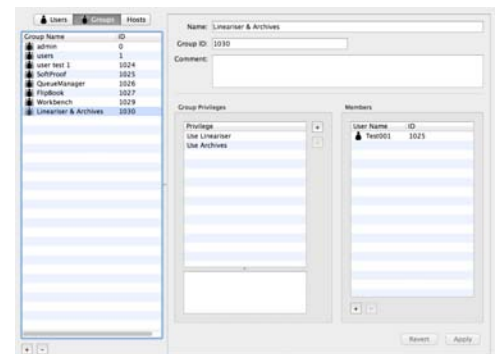 Users Groups Hosts
Group Name ID
admin 0
users 1
user test 1 1024
SoftProof 1025
QueueManager 1026
FlipBook 1027
Workbench 1029
Lineariser & Archives 1030
Name: Lineariser & Archives
Group ID: 1030
Comment:
Group Privileges
Privilege
Use Lineariser
Use Archives
Members
User Name ID
Test001 1025
Revert Apply